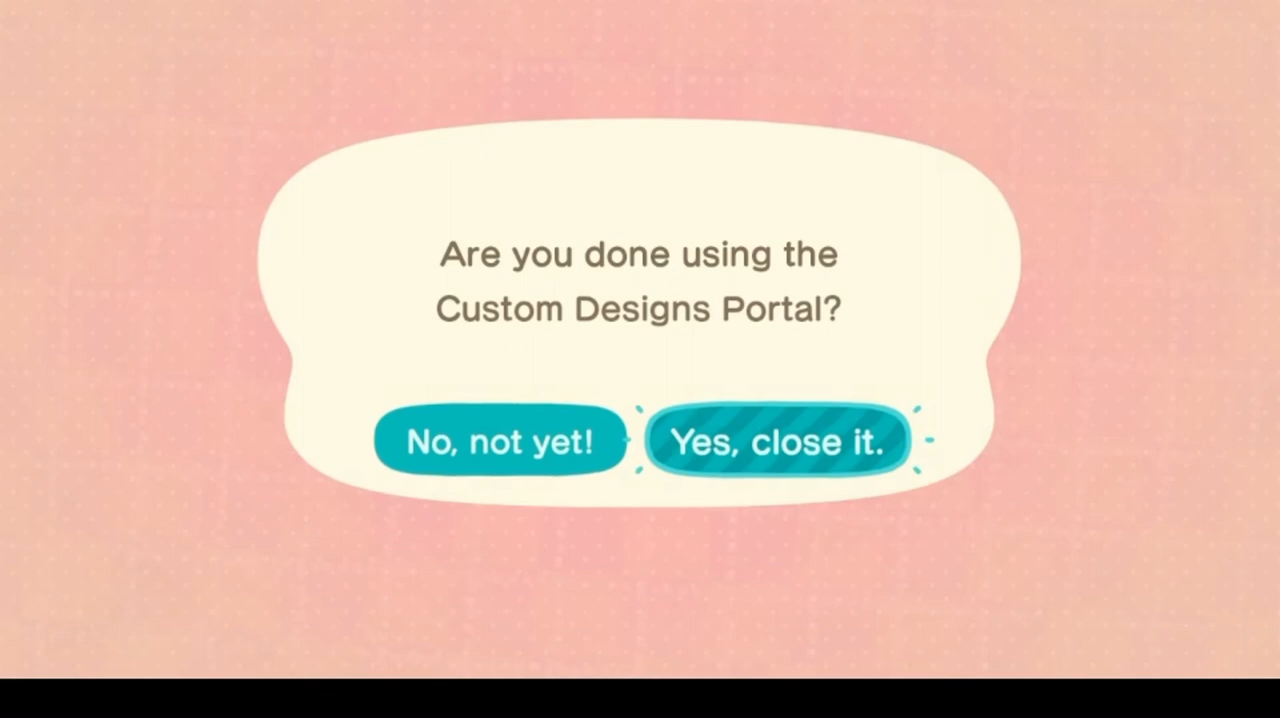 Are you done using the
Custom Designs Portal?
No, not yet!
Yes, close it.